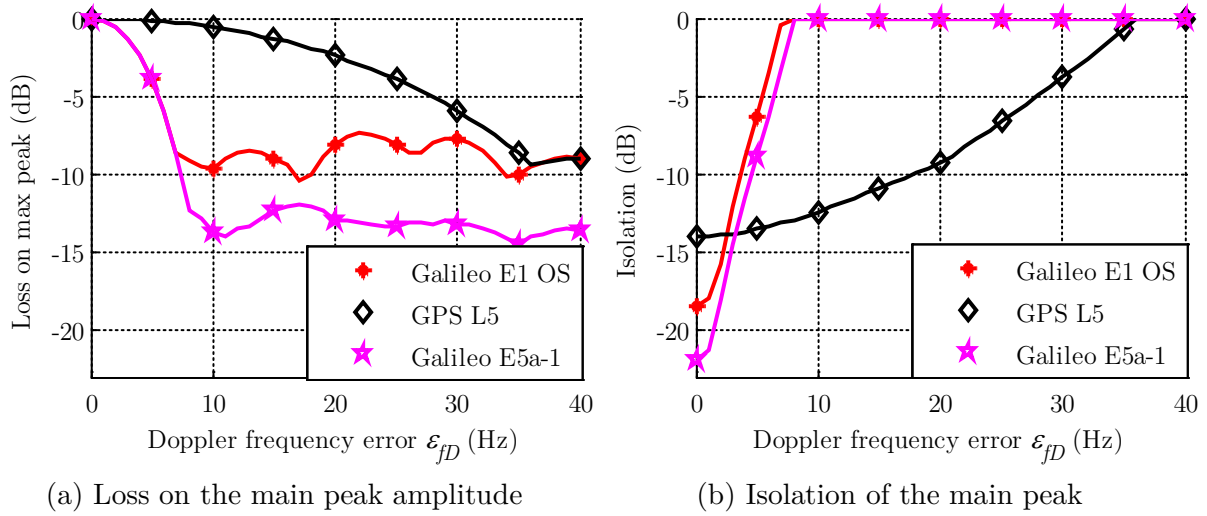 Loss on max peak (dB)
0
-5
-10
-15
-20
Galileo E1 OS
GPS L5
Galileo E5a-1
0 10 20 30 40
Doppler frequency error ε_fD (Hz)
(a) Loss on the main peak amplitude
Isolation (dB)
0
-5
-10
-15
-20
Galileo E1 OS
GPS L5
Galileo E5a-1
0 10 20 30 40
Doppler frequency error ε_fD (Hz)
(b) Isolation of the main peak